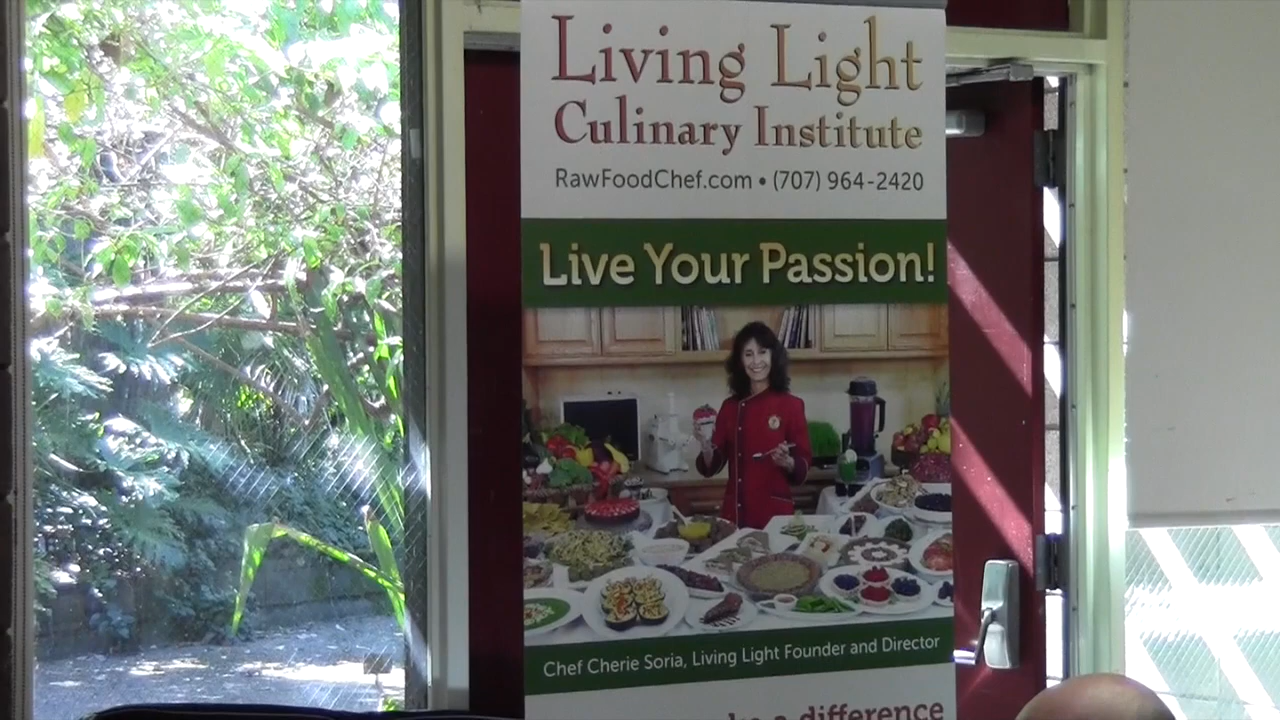 Living Light
Culinary Institute
RawFoodChef.com • (707) 964-2420
Live Your Passion!
Chef Cherie Soria, Living Light Founder and Director
a difference